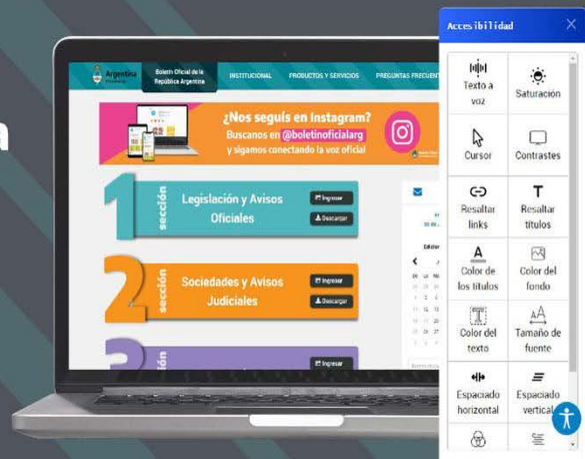 a
Argentina
Boletín Oficial de la
República Argentina
INSTITUCIONAL
PRODUCTOS Y SERVICIOS
PREGUNTAS FRECUENT
¿Nos seguís en Instagram?
Buscanos en @boletinoficialarg
y sigamos conectando la voz oficial
1
sección
Legislación y Avisos
Oficiales
Ingresar
Descargar
2
sección
Sociedades y Avisos
Judiciales
Ingresar
Descargar
3
ión
Ingresar
Accesibilidad
Texto a
voz
Saturación
Cursor
Contrastes
Resaltar
links
Resaltar
títulos
Color de
los títulos
Color del
fondo
Color del
texto
Tamaño de
fuente
Espaciado
horizontal
Espaciado
vertical